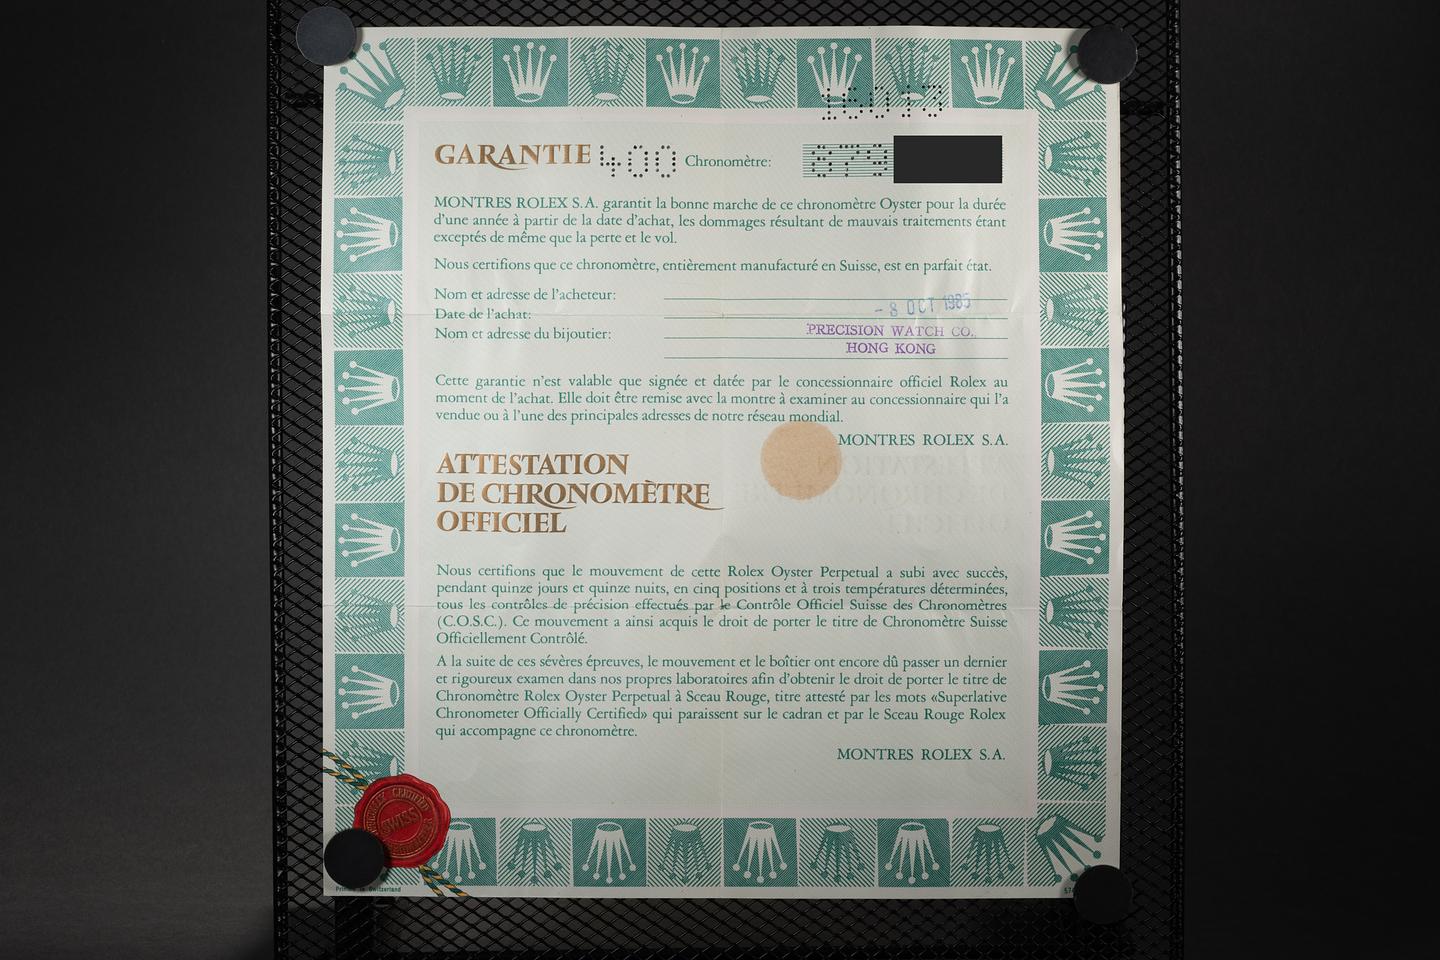 16013
GARANTIE 400 Chronomètre: 879
MONTRES ROLEX S.A. garantit la bonne marche de ce chronomètre Oyster pour la durée
d'une année à partir de la date d'achat, les dommages résultant de mauvais traitements étant
exceptés de même que la perte et le vol.
Nous certifions que ce chronomètre, entièrement manufacturé en Suisse, est en parfait état.
Nom et adresse de l'acheteur:
Date de l'achat: - 8 OCT 1985
Nom et adresse du bijoutier: PRECISION WATCH CO.,
HONG KONG
Cette garantie n'est valable que signée et datée par le concessionnaire officiel Rolex au
moment de l'achat. Elle doit être remise avec la montre à examiner au concessionnaire qui l'a
vendue ou à l'une des principales adresses de notre réseau mondial.
MONTRES ROLEX S.A.
ATTESTATION
DE CHRONOMÈTRE
OFFICIEL
Nous certifions que le mouvement de cette Rolex Oyster Perpetual a subi avec succès,
pendant quinze jours et quinze nuits, en cinq positions et à trois températures déterminées,
tous les contrôles de précision effectués par le Contrôle Officiel Suisse des Chronomètres
(C.O.S.C.). Ce mouvement a ainsi acquis le droit de porter le titre de Chronomètre Suisse
Officiellement Contrôlé.
A la suite de ces sévères épreuves, le mouvement et le boîtier ont encore dû passer un dernier
et rigoureux examen dans nos propres laboratoires afin d'obtenir le droit de porter le titre de
Chronomètre Rolex Oyster Perpetual à Sceau Rouge, titre attesté par les mots «Superlative
Chronometer Officially Certified» qui paraissent sur le cadran et par le Sceau Rouge Rolex
qui accompagne ce chronomètre.
MONTRES ROLEX S.A.
CERTIFIED
SWISS
Switzerland